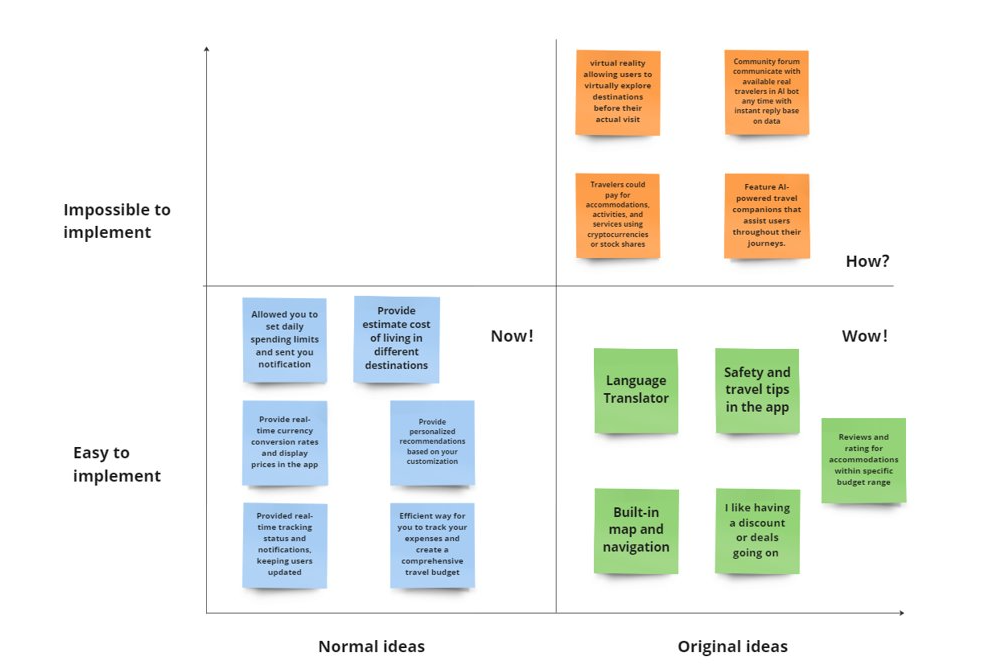 virtual reality
allowing users to
virtually explore
destinations
before their
actual visit
Community forum
communicate with
available real
travelers in AI bot
any time with
instant reply base
on data
Travelers could
pay for
accommodations,
activities, and
services using
cryptocurrencies
or stock shares
Feature AI-
powered travel
companions that
assist users
throughout their
journeys.
Impossible to
implement
How?
Allowed you to
set daily
spending limits
and sent you
notification
Provide
estimate cost
of living in
different
destinations
Now!
Wow!
Provide real-
time currency
conversion rates
and display
prices in the app
Provide
personalized
recommendations
based on your
customization
Language
Translator
Safety and
travel tips
in the app
Reviews and
rating for
accommodations
within specific
budget range
Easy to
implement
Provided real-
time tracking
status and
notifications,
keeping users
updated
Efficient way for
you to track your
expenses and
create a
comprehensive
travel budget
Built-in
map and
navigation
I like having
a discount
or deals
going on
Normal ideas
Original ideas